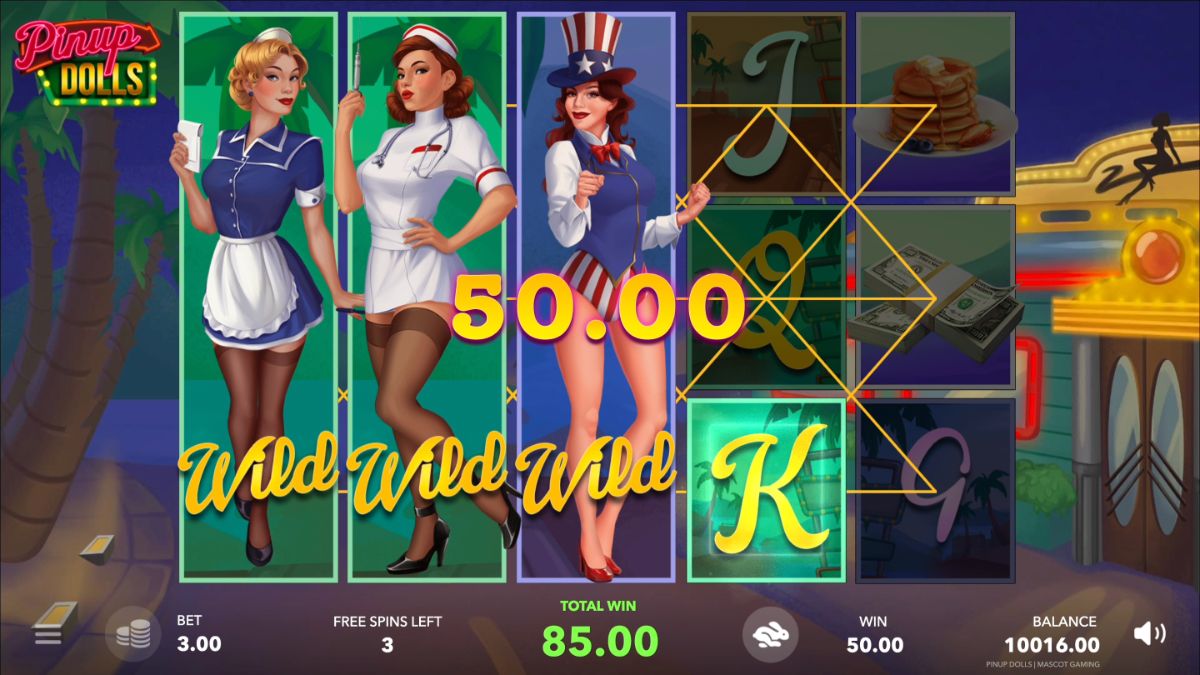 Pinup
DOLLS
J
50.00
Q
Wild
Wild
Wild
K
9
BET
3.00
FREE SPINS LEFT
3
TOTAL WIN
85.00
WIN
50.00
BALANCE
10016.00
PINUP DOLLS | MASCOT GAMING